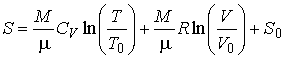 S = M/μ C_V ln(T/T_0) + M/μ R ln(V/V_0) + S_0